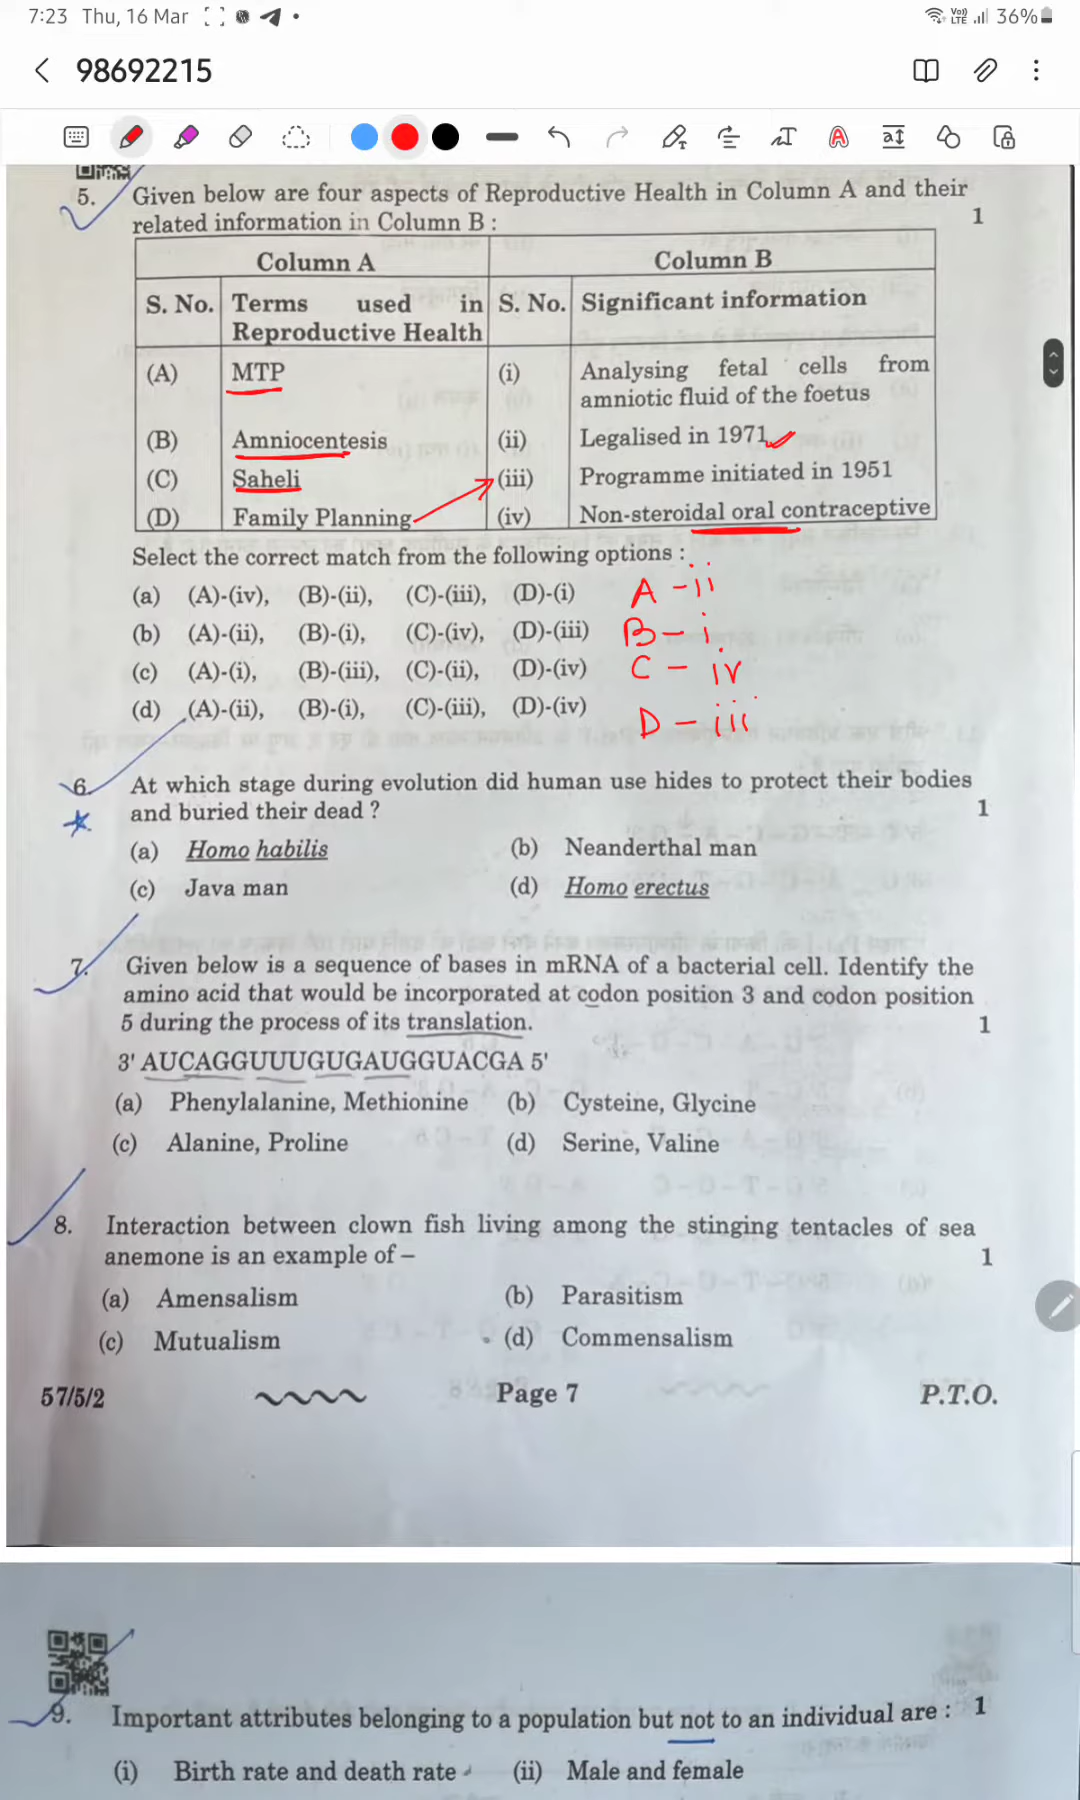 7:23 Thu, 16 Mar
Vo)) LTE 36%
98692215
5. Given below are four aspects of Reproductive Health in Column A and their
related information in Column B : 1
Column A Column B
S. No. Terms used in Reproductive Health S. No. Significant information
(A) MTP (i) Analysing fetal cells from amniotic fluid of the foetus
(B) Amniocentesis (ii) Legalised in 1971
(C) Saheli (iii) Programme initiated in 1951
(D) Family Planning (iv) Non-steroidal oral contraceptive
Select the correct match from the following options :
(a) (A)-(iv), (B)-(ii), (C)-(iii), (D)-(i) A - ii
(b) (A)-(ii), (B)-(i), (C)-(iv), (D)-(iii) B - i
(c) (A)-(i), (B)-(iii), (C)-(ii), (D)-(iv) C - iv
(d) (A)-(ii), (B)-(i), (C)-(iii), (D)-(iv) D - iii
6. At which stage during evolution did human use hides to protect their bodies
and buried their dead ? 1
(a) Homo habilis (b) Neanderthal man
(c) Java man (d) Homo erectus
7. Given below is a sequence of bases in mRNA of a bacterial cell. Identify the
amino acid that would be incorporated at codon position 3 and codon position
5 during the process of its translation. 1
3' AUCAGGUUUGUGAUGGUACGA 5'
(a) Phenylalanine, Methionine (b) Cysteine, Glycine
(c) Alanine, Proline (d) Serine, Valine
8. Interaction between clown fish living among the stinging tentacles of sea
anemone is an example of – 1
(a) Amensalism (b) Parasitism
(c) Mutualism (d) Commensalism
57/5/2 Page 7 P.T.O.
9. Important attributes belonging to a population but not to an individual are : 1
(i) Birth rate and death rate (ii) Male and female